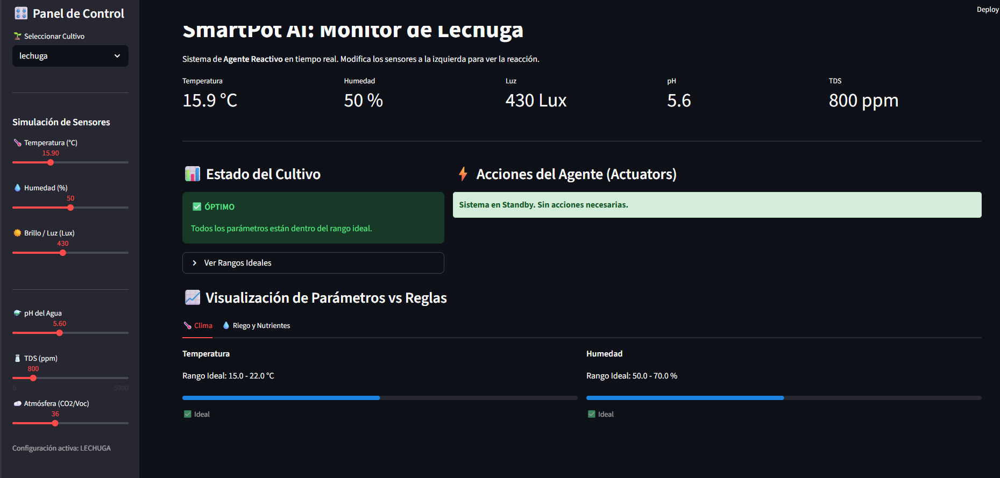 Panel de Control
Seleccionar Cultivo
lechuga
Simulación de Sensores
Temperatura (°C)
15.90
Humedad (%)
50
Brillo / Luz (Lux)
430
pH del Agua
5.60
TDS (ppm)
800
0 5000
Atmósfera (CO2/Voc)
36
Configuración activa: LECHUGA
Deploy
SmartPot AI: Monitor de Lechuga
Sistema de Agente Reactivo en tiempo real. Modifica los sensores a la izquierda para ver la reacción.
Temperatura
15.9 °C
Humedad
50 %
Luz
430 Lux
pH
5.6
TDS
800 ppm
Estado del Cultivo
ÓPTIMO
Todos los parámetros están dentro del rango ideal.
Ver Rangos Ideales
Acciones del Agente (Actuators)
Sistema en Standby. Sin acciones necesarias.
Visualización de Parámetros vs Reglas
Clima
Riego y Nutrientes
Temperatura
Rango Ideal: 15.0 - 22.0 °C
Ideal
Humedad
Rango Ideal: 50.0 - 70.0 %
Ideal